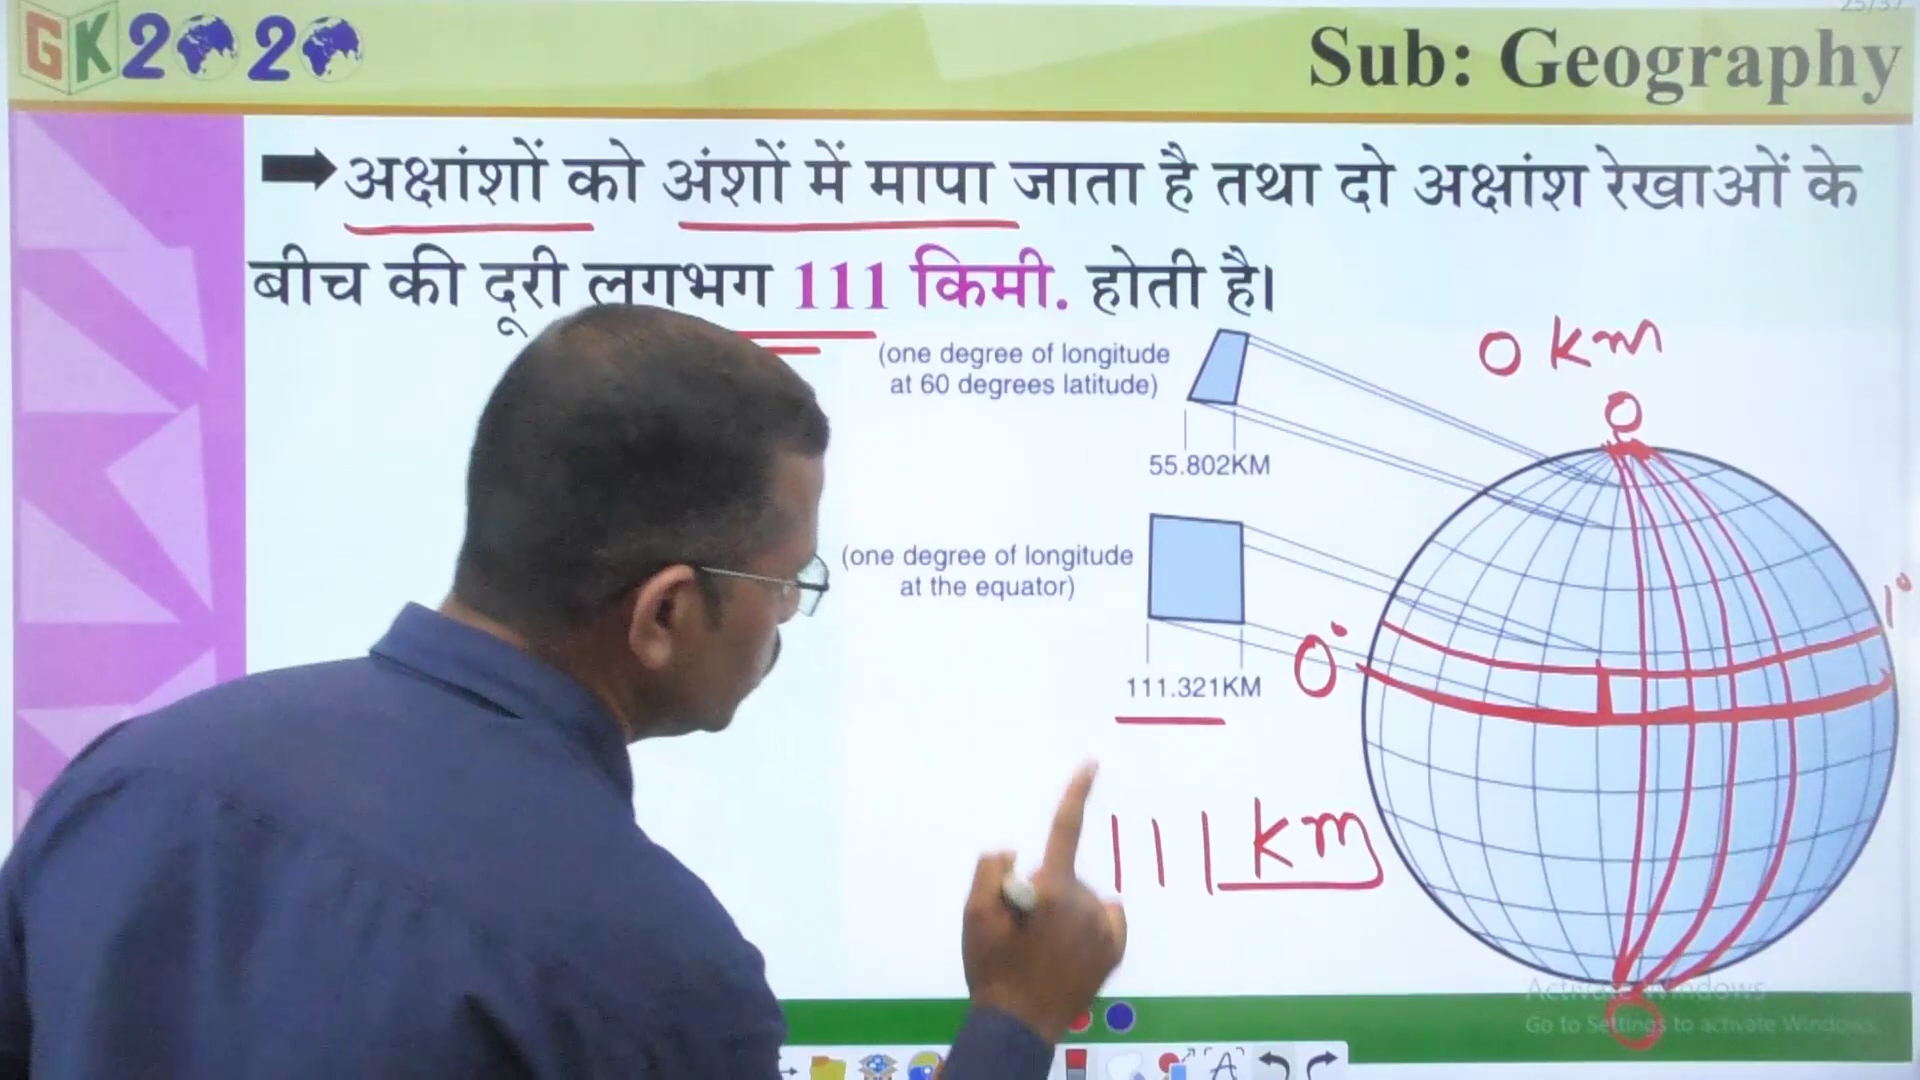 GK2020
Sub: Geography
अक्षांशों को अंशों में मापा जाता है तथा दो अक्षांश रेखाओं के
बीच की दूरी लगभग 111 किमी. होती है।
(one degree of longitude
at 60 degrees latitude)
0 km
0
55.802KM
(one degree of longitude
at the equator)
1°
0°
111.321KM
111 km
Activate Windows
Go to Settings to activate Windows.
0